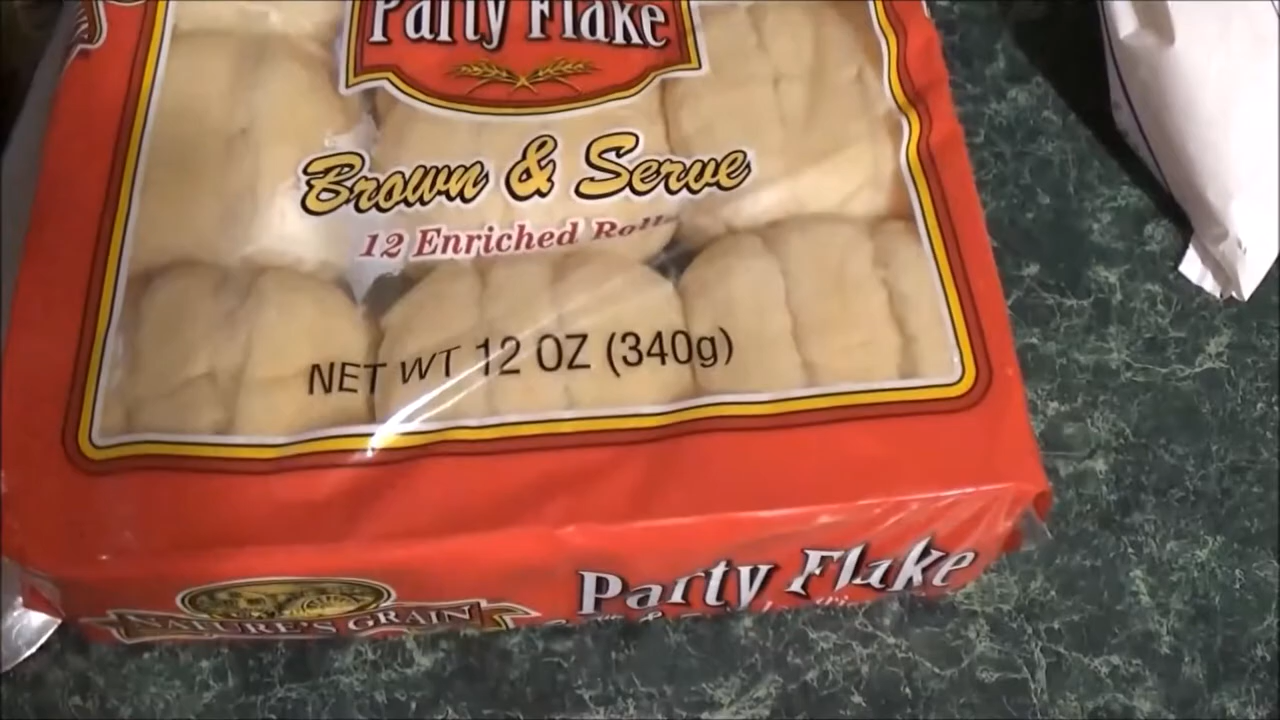 Party Flake
Brown & Serve
12 Enriched Rolls
NET WT 12 OZ (340g)
NATURE'S GRAIN
Party Flake